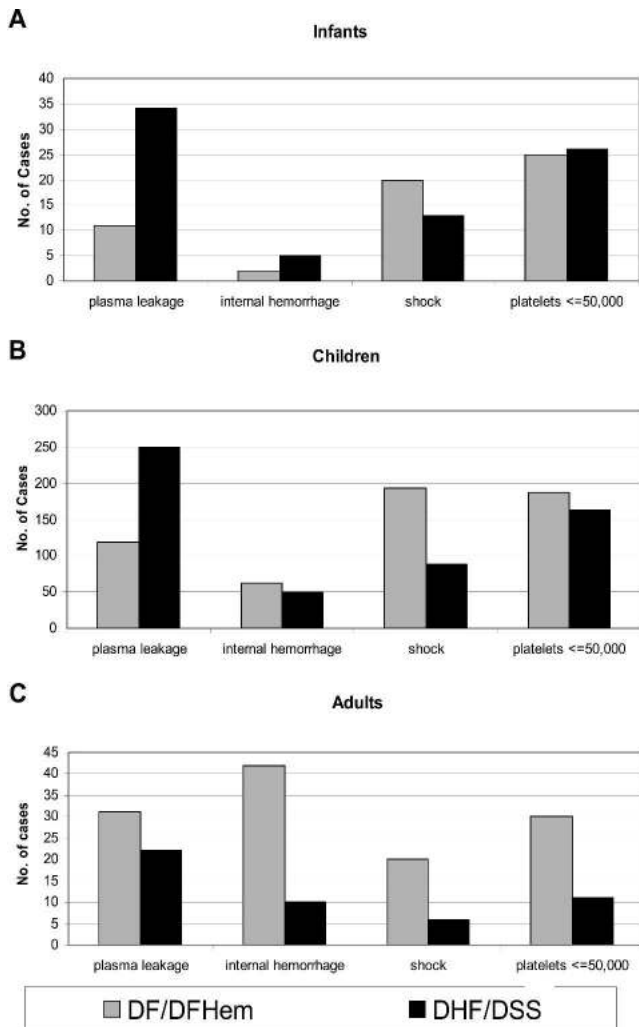 A
Infants
No. of Cases
40
35
30
25
20
15
10
5
0
plasma leakage internal hemorrhage shock platelets <=50,000
B
Children
No. of Cases
300
250
200
150
100
50
0
plasma leakage internal hemorrhage shock platelets <=50,000
C
Adults
No. of cases
45
40
35
30
25
20
15
10
5
0
plasma leakage internal hemorrhage shock platelets <=50,000
DF/DFHem DHF/DSS